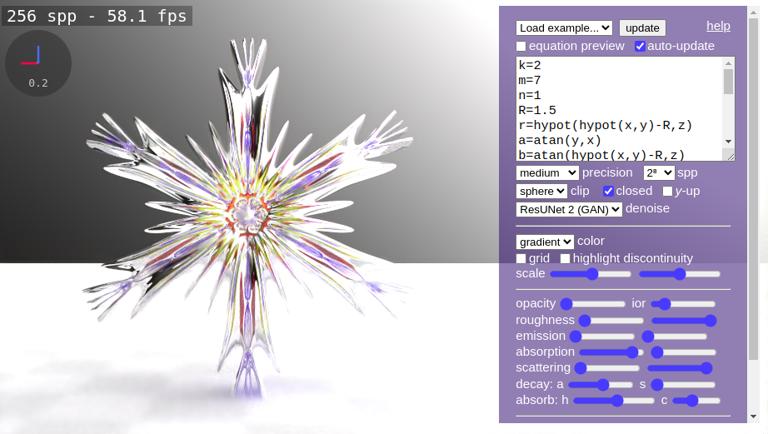 256 spp - 58.1 fps
0.2
Load example... update help
equation preview auto-update
k=2
m=7
n=1
R=1.5
r=hypot(hypot(x,y)-R,z)
a=atan(y,x)
b=atan(hypot(x,y)-R,z)
medium precision 2⁸ spp
sphere clip closed y-up
ResUNet 2 (GAN) denoise
gradient color
grid highlight discontinuity
scale
opacity ior
roughness
emission
absorption
scattering
decay: a s
absorb: h c